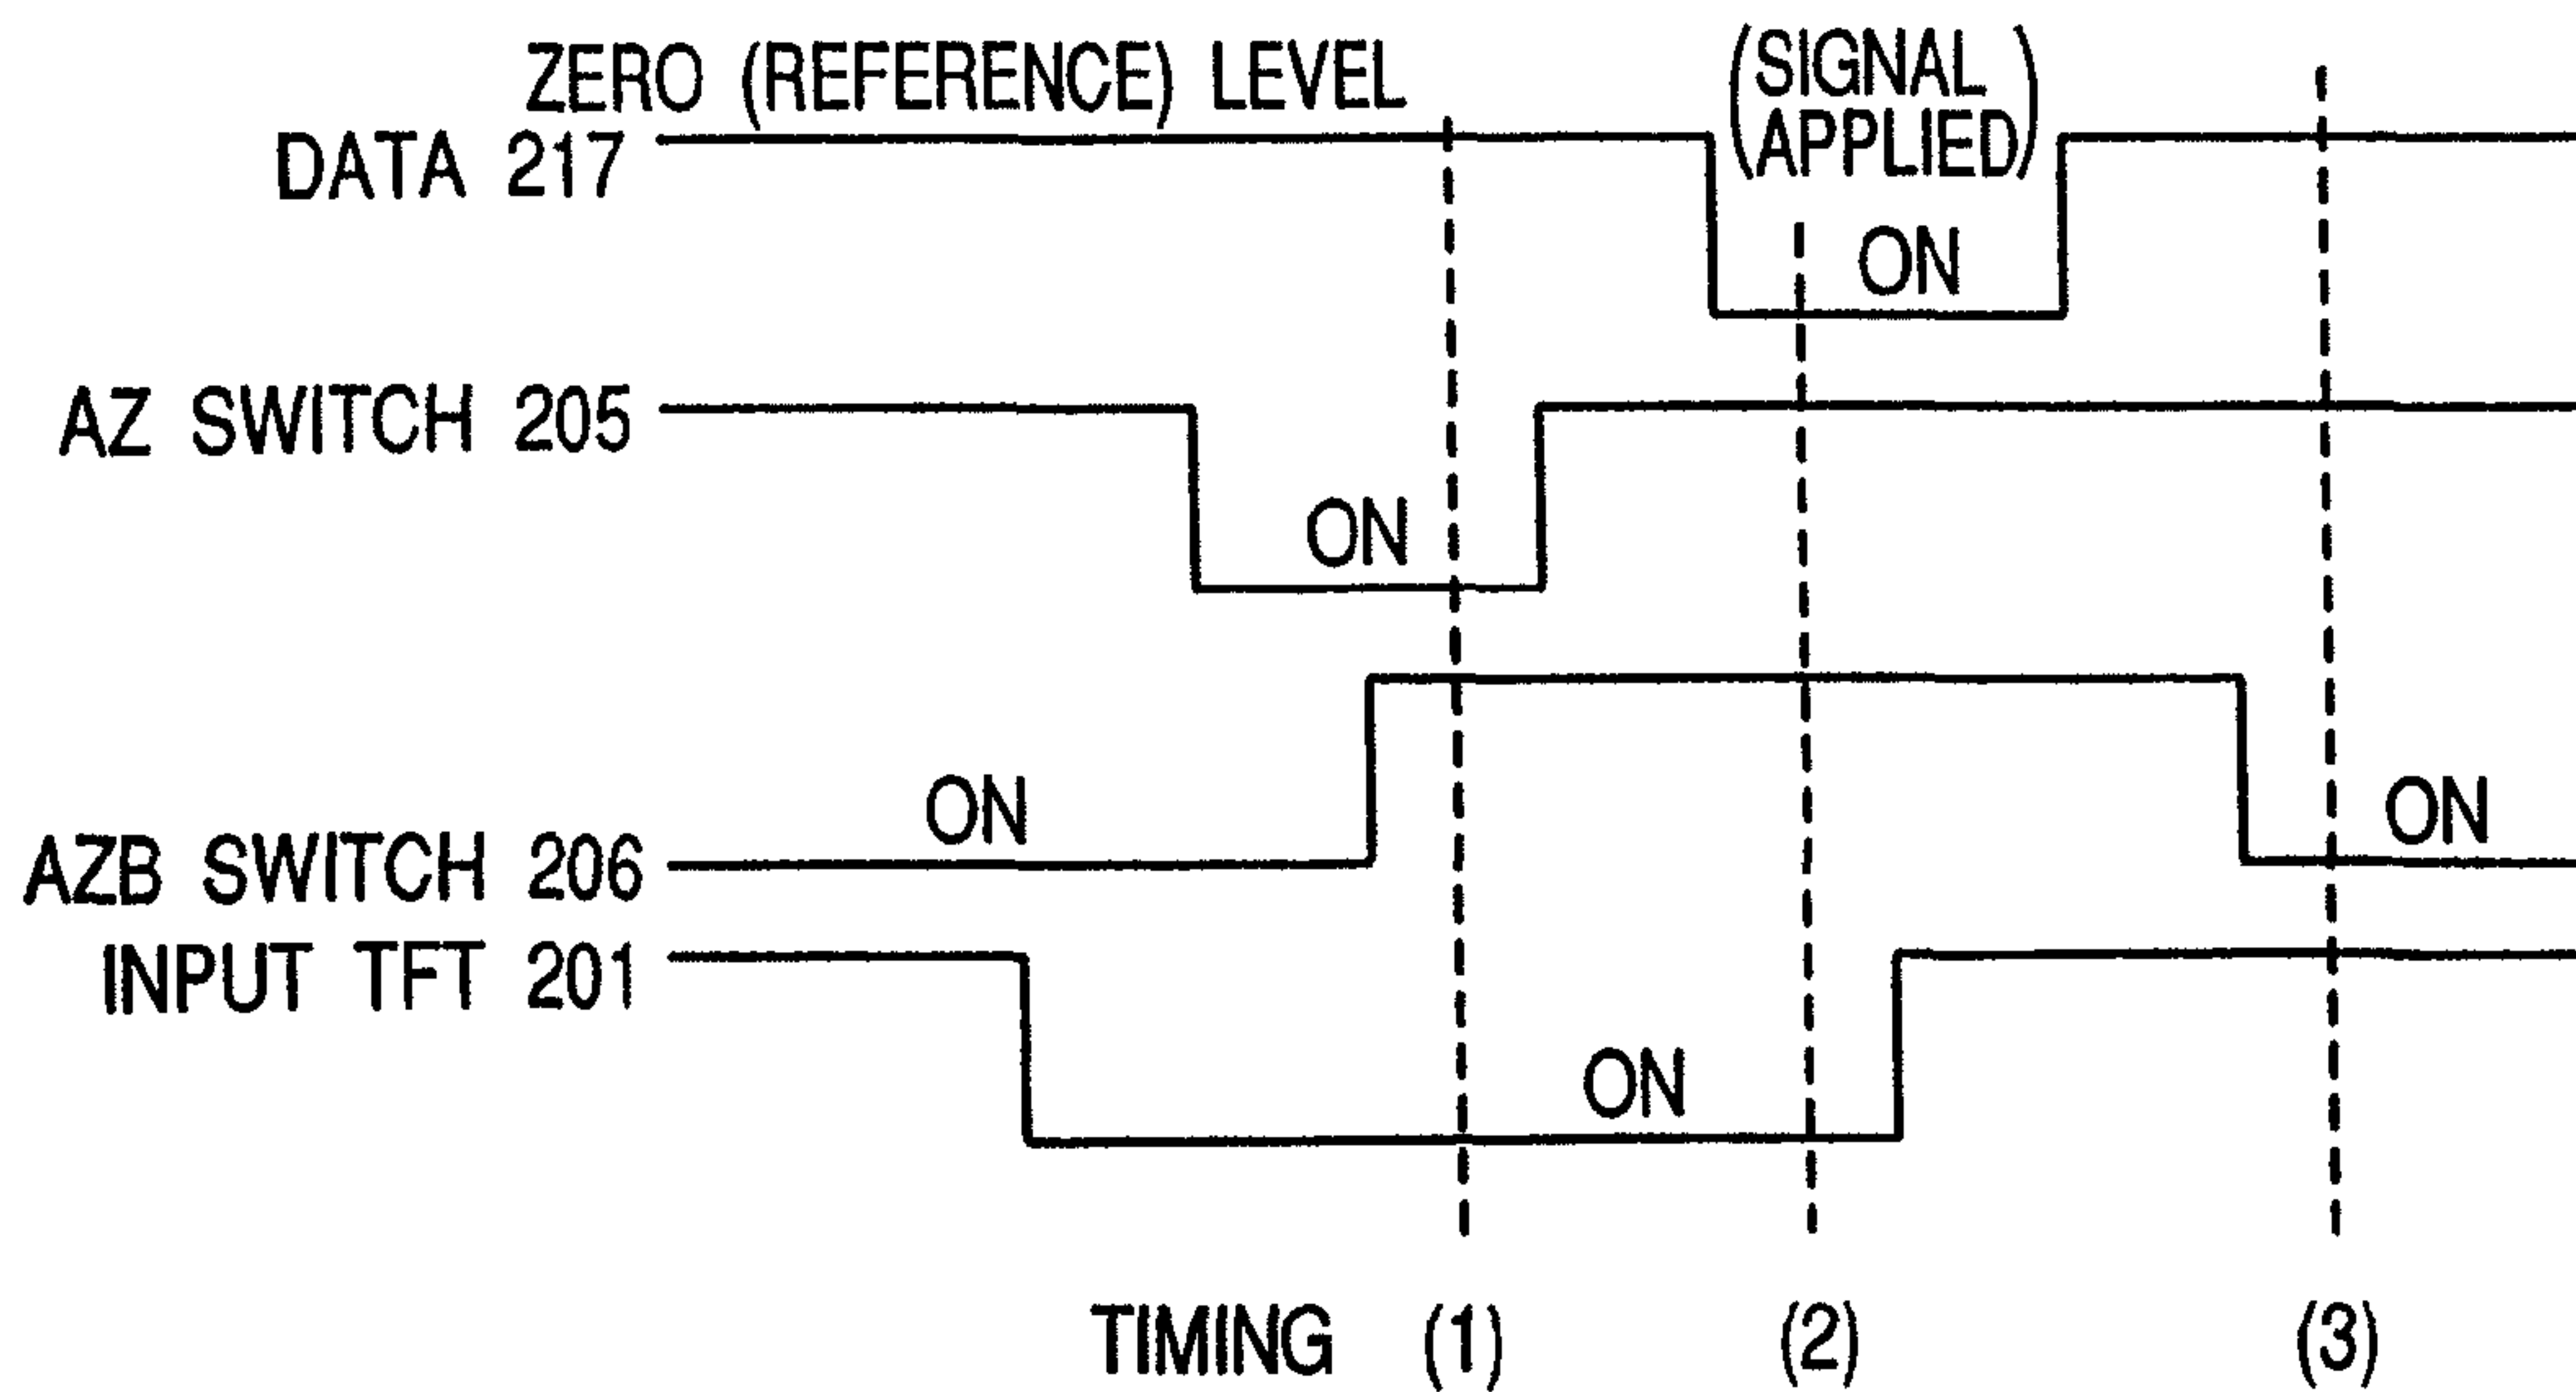 ZERO (REFERENCE) LEVEL
(SIGNAL
APPLIED)
DATA 217
ON
AZ SWITCH 205
ON
ON
ON
AZB SWITCH 206
INPUT TFT 201
ON
TIMING (1) (2) (3)